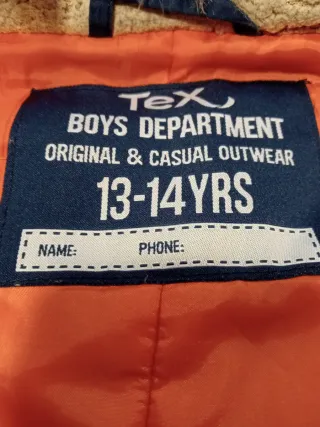 TeX
BOYS DEPARTMENT
ORIGINAL & CASUAL OUTWEAR
13-14YRS
NAME: PHONE: